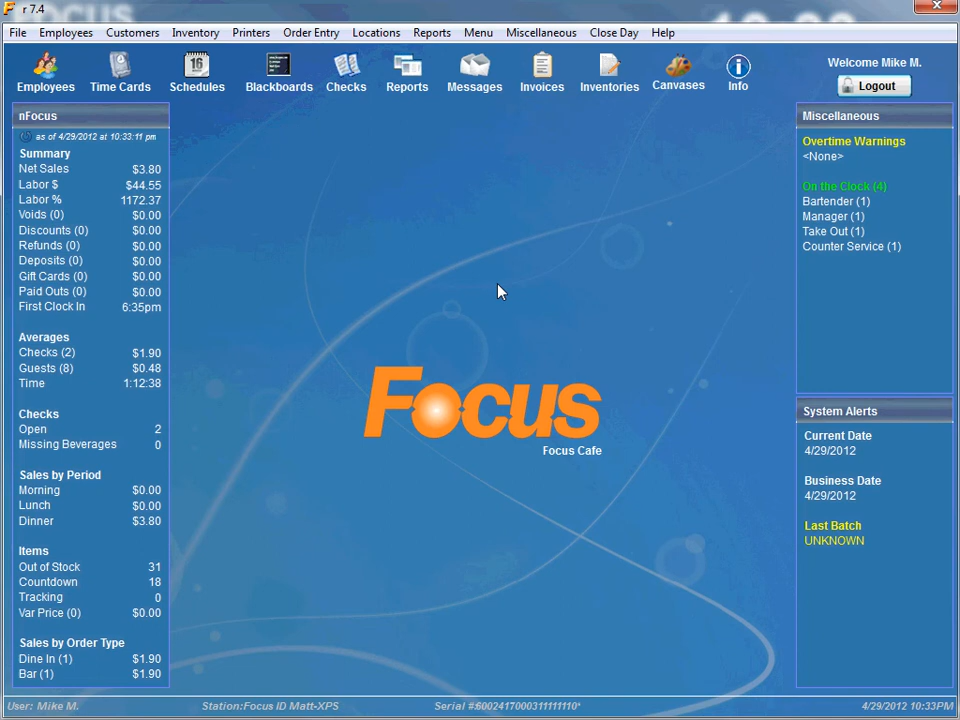 r 7.4
File Employees Customers Inventory Printers Order Entry Locations Reports Menu Miscellaneous Close Day Help
Employees Time Cards Schedules Blackboards Checks Reports Messages Invoices Inventories Canvases Info
16
Welcome Mike M.
Logout
nFocus
as of 4/29/2012 at 10:33:11 pm
Summary
Net Sales $3.80
Labor $ $44.55
Labor % 1172.37
Voids (0) $0.00
Discounts (0) $0.00
Refunds (0) $0.00
Deposits (0) $0.00
Gift Cards (0) $0.00
Paid Outs (0) $0.00
First Clock In 6:35pm
Averages
Checks (2) $1.90
Guests (8) $0.48
Time 1:12:38
Checks
Open 2
Missing Beverages 0
Sales by Period
Morning $0.00
Lunch $0.00
Dinner $3.80
Items
Out of Stock 31
Countdown 18
Tracking 0
Var Price (0) $0.00
Sales by Order Type
Dine In (1) $1.90
Bar (1) $1.90
Focus
Focus Cafe
Miscellaneous
Overtime Warnings
<None>
On the Clock (4)
Bartender (1)
Manager (1)
Take Out (1)
Counter Service (1)
System Alerts
Current Date
4/29/2012
Business Date
4/29/2012
Last Batch
UNKNOWN
User: Mike M. Station:Focus ID Matt-XPS Serial #:6002417000311111110* 4/29/2012 10:33PM